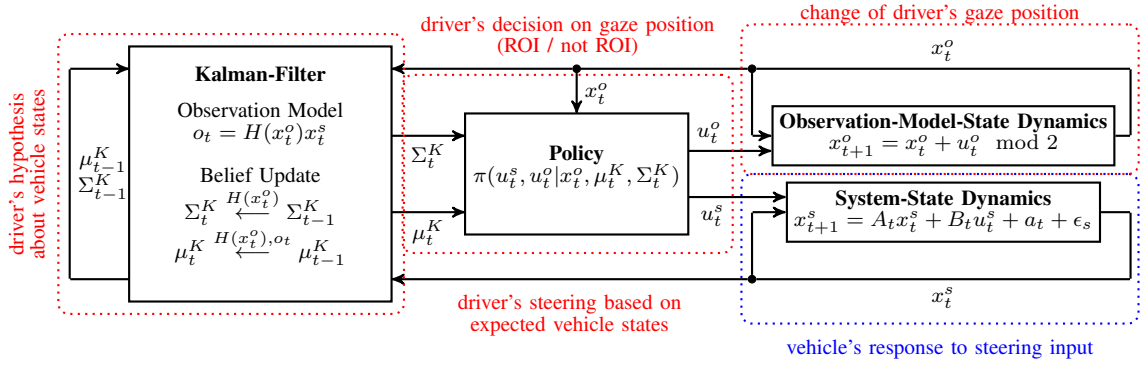 driver's decision on gaze position
(ROI / not ROI)
change of driver's gaze position
driver's hypothesis
about vehicle states
μ_{t-1}^K
Σ_{t-1}^K
Kalman-Filter
Observation Model
o_t = H(x_t^o)x_t^s
Belief Update
Σ_t^K \overset{H(x_t^o)}{⟵} Σ_{t-1}^K
μ_t^K \overset{H(x_t^o),o_t}{⟵} μ_{t-1}^K
Σ_t^K
μ_t^K
x_t^o
Policy
π(u_t^s, u_t^o|x_t^o, μ_t^K, Σ_t^K)
u_t^o
u_t^s
x_t^o
Observation-Model-State Dynamics
x_{t+1}^o = x_t^o + u_t^o mod 2
System-State Dynamics
x_{t+1}^s = A_t x_t^s + B_t u_t^s + a_t + ϵ_s
x_t^s
driver's steering based on
expected vehicle states
vehicle's response to steering input